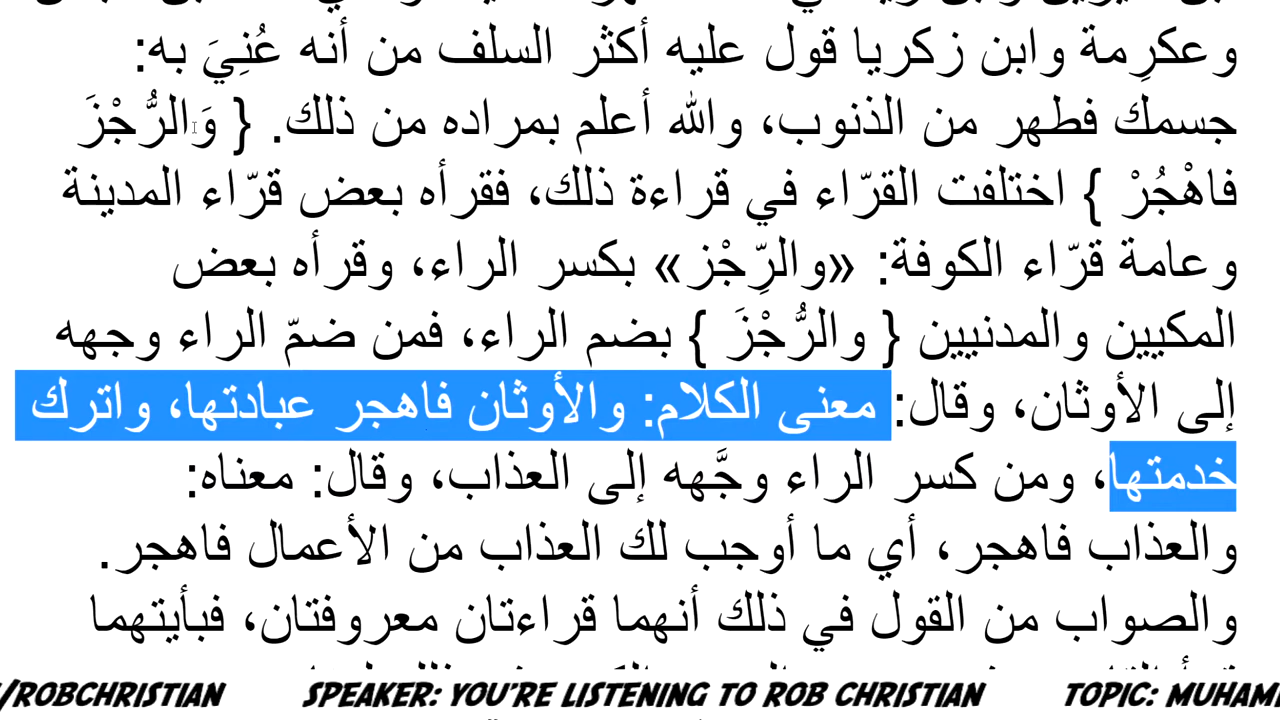 وعكرِمة وابن زكريا قول عليه أكثر السلف من أنه عُنِيَ به:
جسمك فطهر من الذنوب، والله أعلم بمراده من ذلك. { وَالرُّجْزَ
فاهْجُرْ } اختلفت القرّاء في قراءة ذلك، فقرأه بعض قرّاء المدينة
وعامة قرّاء الكوفة: «والرِّجْز» بكسر الراء، وقرأه بعض
المكيين والمدنيين { والرُّجْزَ } بضم الراء، فمن ضمّ الراء وجهه
إلى الأوثان، وقال: معنى الكلام: والأوثان فاهجر عبادتها، واترك
خدمتها، ومن كسر الراء وجَّهه إلى العذاب، وقال: معناه:
والعذاب فاهجر، أي ما أوجب لك العذاب من الأعمال فاهجر.
والصواب من القول في ذلك أنهما قراءتان معروفتان، فبأيتهما
/ROBCHRISTIAN SPEAKER: YOU'RE LISTENING TO ROB CHRISTIAN TOPIC: MUHAM